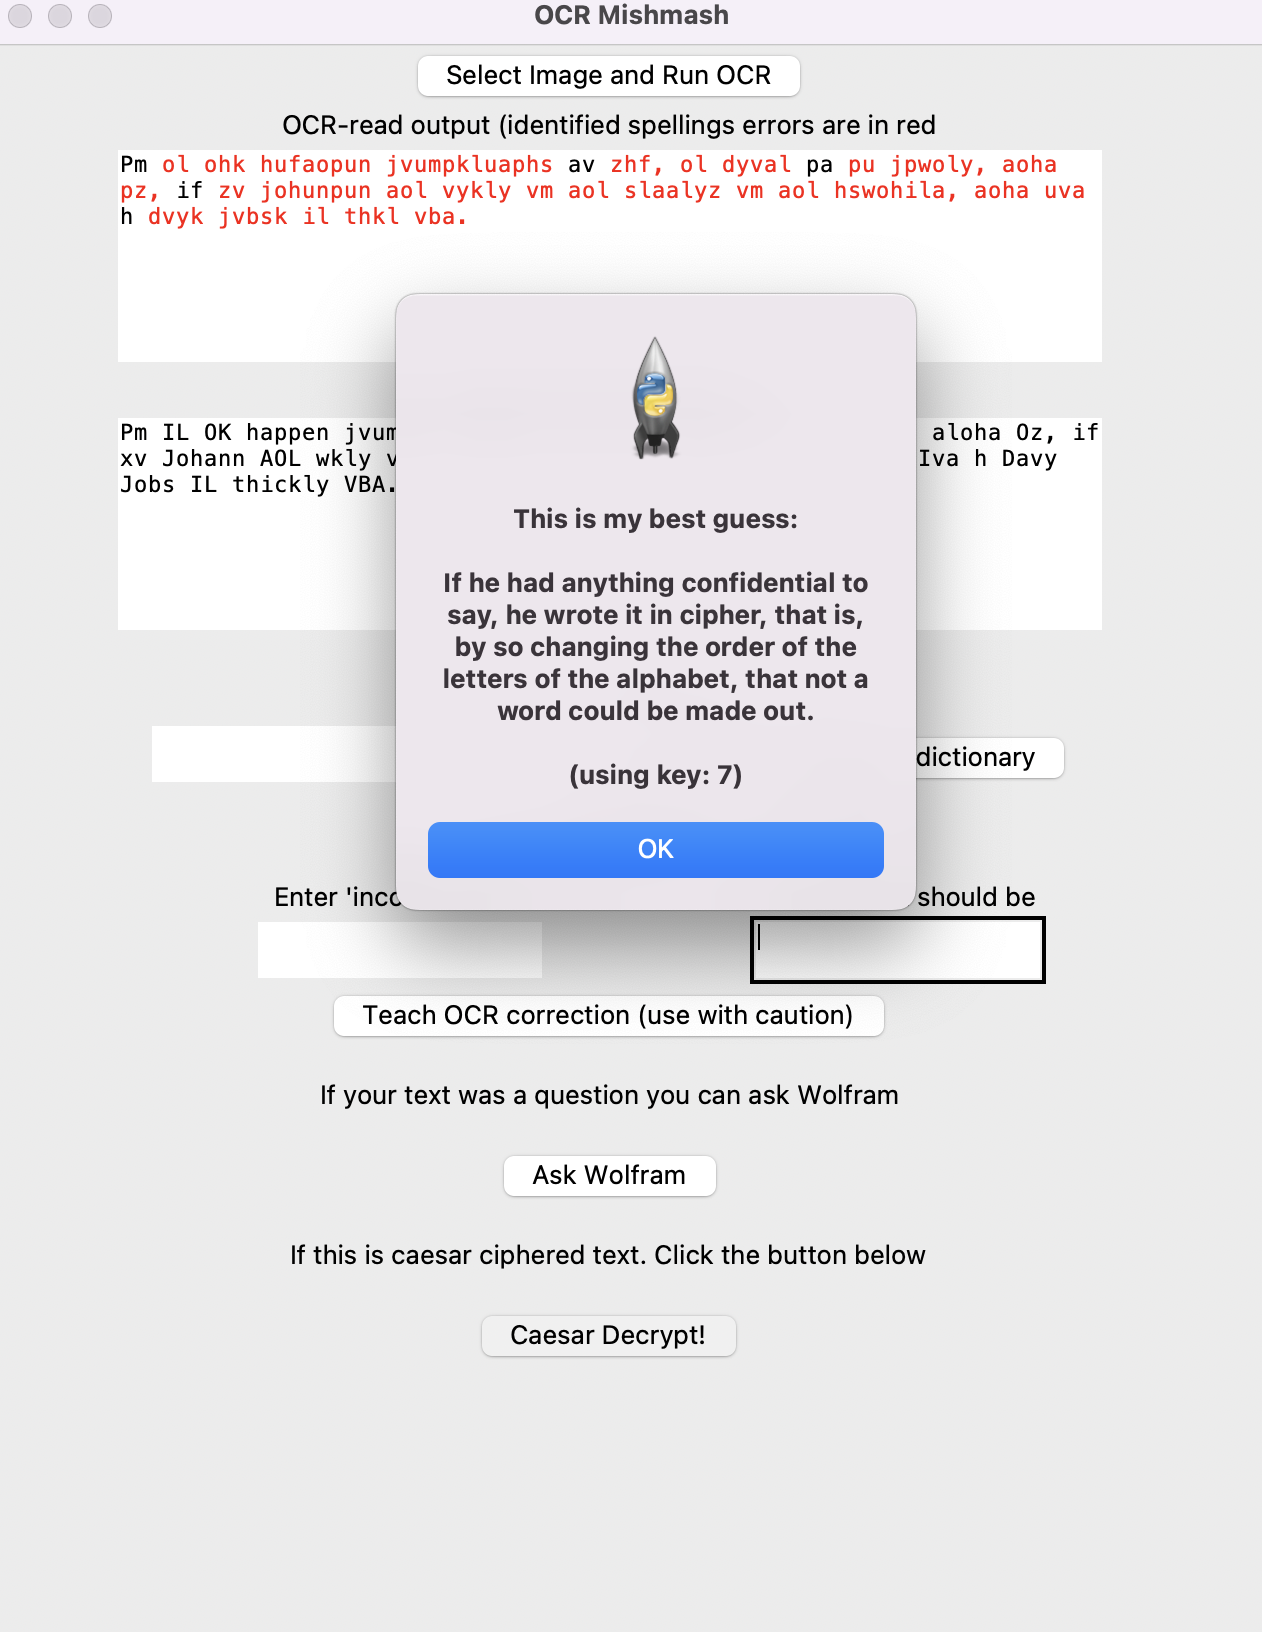 OCR Mishmash
Select Image and Run OCR
OCR-read output (identified spellings errors are in red
Pm ol ohk hufaopun jvumpkluaphs av zhf, ol dyval pa pu jpwoly, aoha
pz, if zv johunpun aol vykly vm aol slaalyz vm aol hswohila, aoha uva
h dvyk jvbsk il thkl vba.
Pm IL OK happen jvum aloha Oz, if
xv Johann AOL wkly v Iva h Davy
Jobs IL thickly VBA.
This is my best guess:
If he had anything confidential to
say, he wrote it in cipher, that is,
by so changing the order of the
letters of the alphabet, that not a
word could be made out.
(using key: 7)
dictionary
OK
Enter 'inco should be
Teach OCR correction (use with caution)
If your text was a question you can ask Wolfram
Ask Wolfram
If this is caesar ciphered text. Click the button below
Caesar Decrypt!